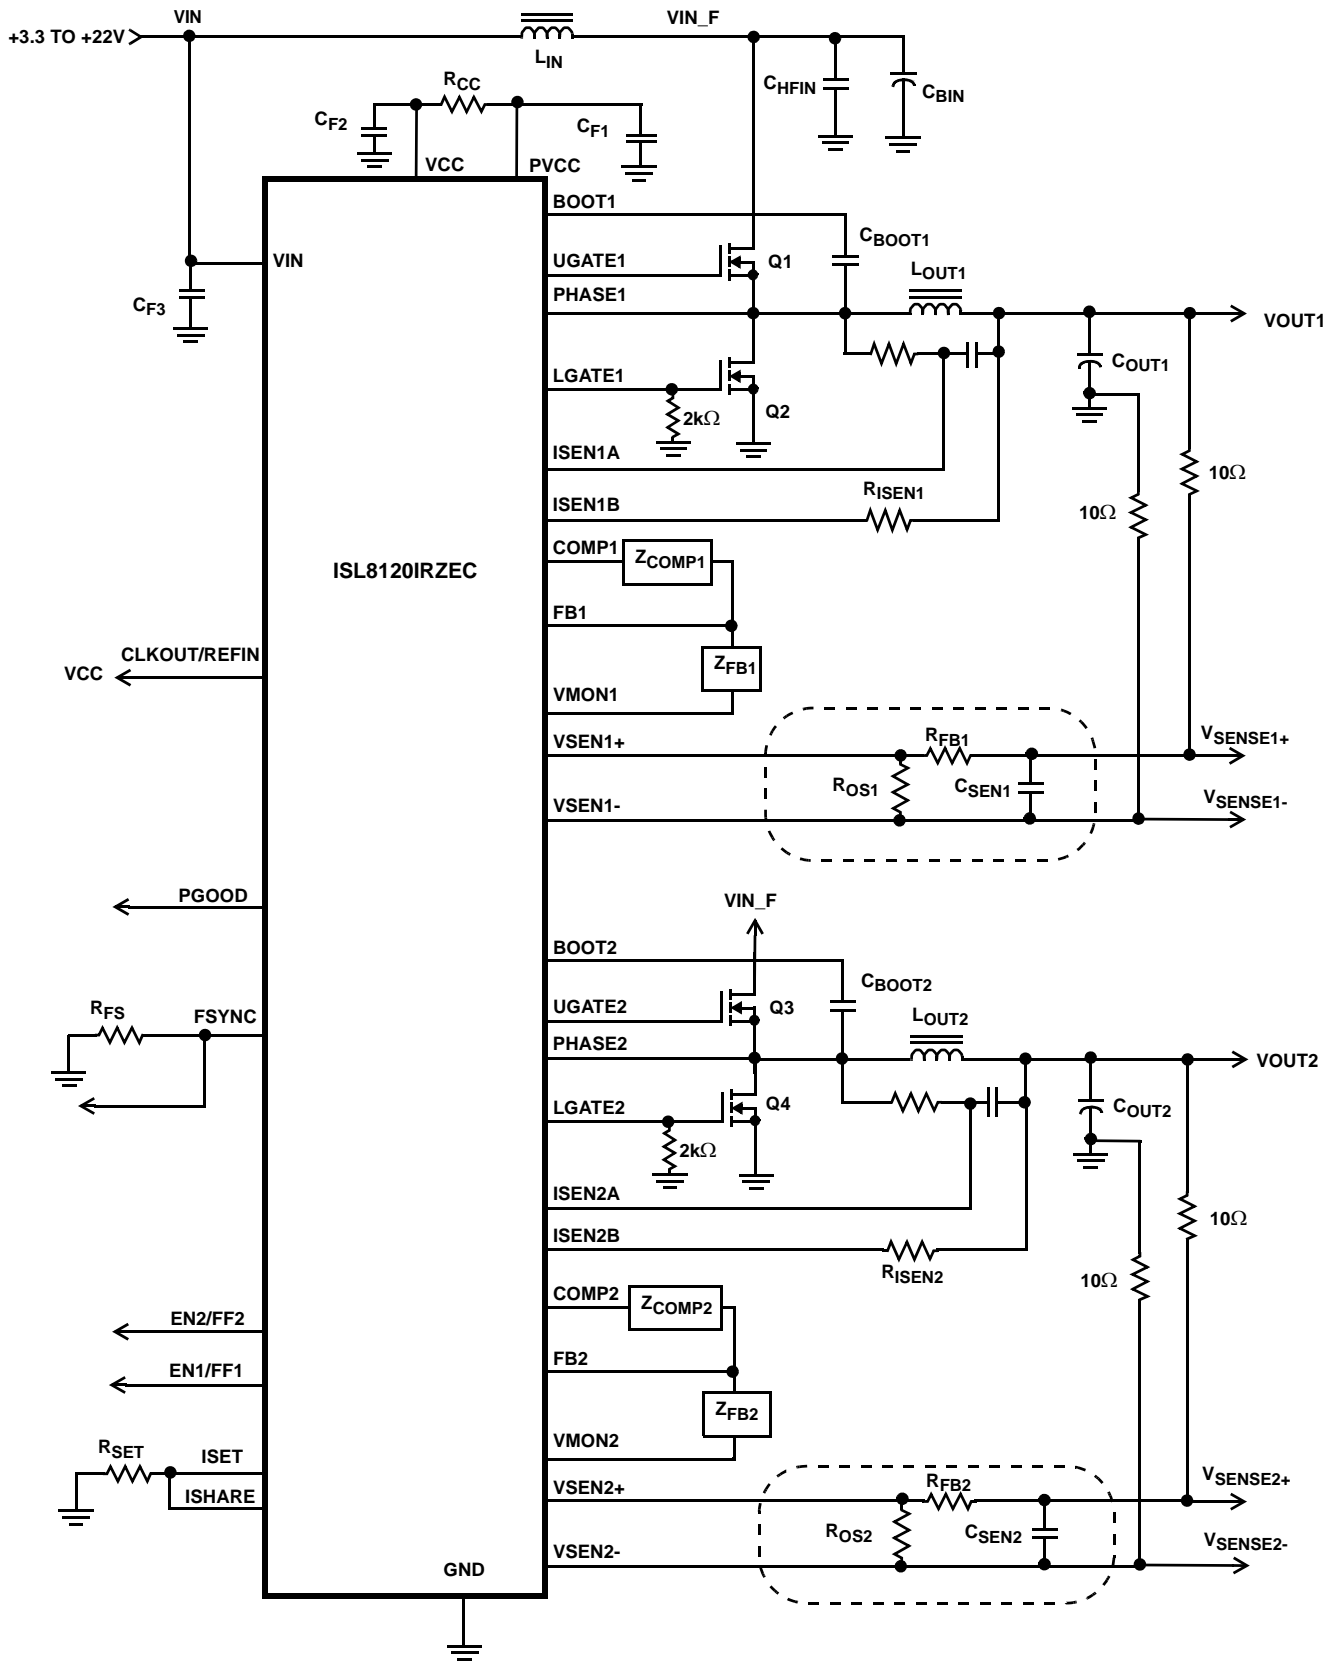 VIN
VIN_F
+3.3 TO +22V
LIN
RCC
CHFIN
CBIN
CF2
CF1
VCC
PVCC
BOOT1
CBOOT1
VIN
UGATE1
Q1
LOUT1
CF3
PHASE1
VOUT1
COUT1
LGATE1
Q2
2kΩ
ISEN1A
10Ω
RISEN1
ISEN1B
10Ω
COMP1
ZCOMP1
ISL8120IRZEC
FB1
CLKOUT/REFIN
VCC
ZFB1
VMON1
VSEN1+
RFB1
VSENSE1+
ROS1
CSEN1
VSEN1-
VSENSE1-
PGOOD
VIN_F
BOOT2
CBOOT2
RFS
FSYNC
UGATE2
Q3
LOUT2
PHASE2
VOUT2
LGATE2
Q4
COUT2
2kΩ
ISEN2A
10Ω
ISEN2B
RISEN2
10Ω
COMP2
ZCOMP2
EN2/FF2
FB2
EN1/FF1
ZFB2
VMON2
RSET
ISET
VSEN2+
RFB2
VSENSE2+
ISHARE
ROS2
CSEN2
VSEN2-
VSENSE2-
GND